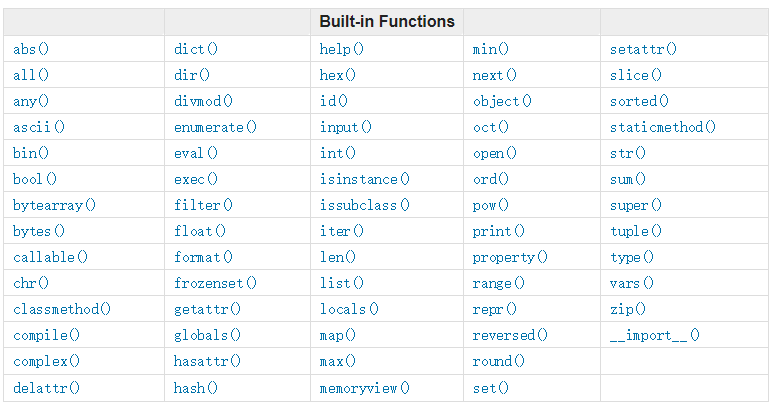 Built-in Functions
abs() dict() help() min() setattr()
all() dir() hex() next() slice()
any() divmod() id() object() sorted()
ascii() enumerate() input() oct() staticmethod()
bin() eval() int() open() str()
bool() exec() isinstance() ord() sum()
bytearray() filter() issubclass() pow() super()
bytes() float() iter() print() tuple()
callable() format() len() property() type()
chr() frozenset() list() range() vars()
classmethod() getattr() locals() repr() zip()
compile() globals() map() reversed() __import__()
complex() hasattr() max() round()
delattr() hash() memoryview() set()